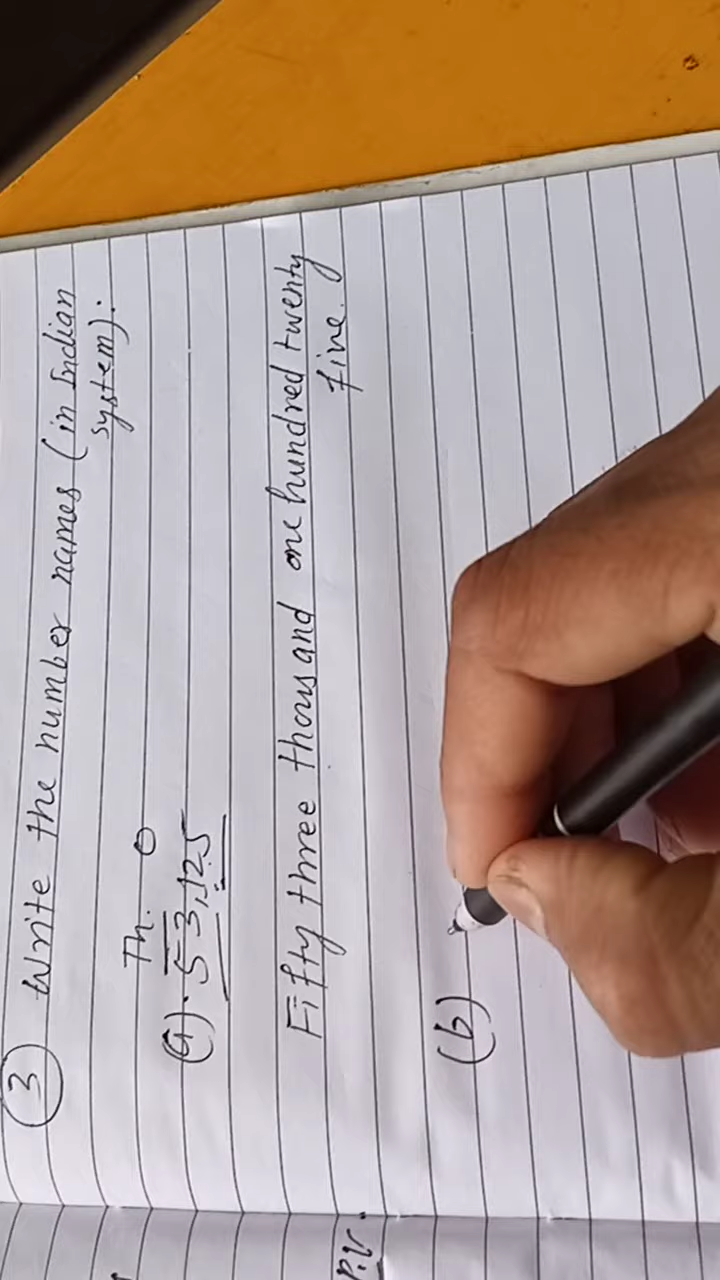 ③ Write the number names (in Indian
system):
Th. O
(a). 53,125
Fifty three thousand one hundred twenty
five.
(b)